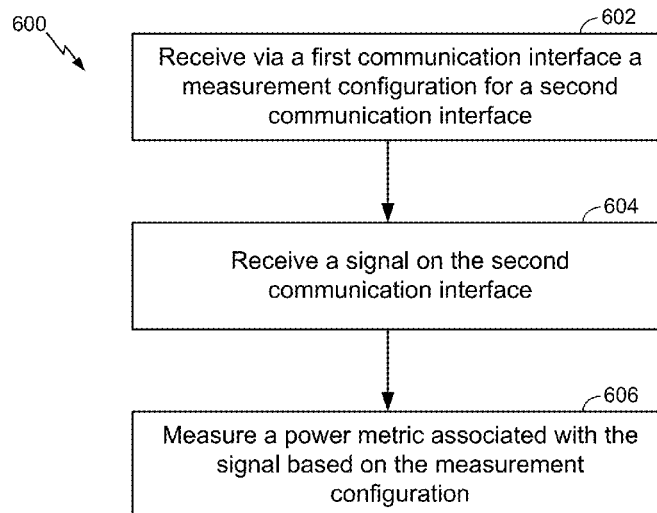 600
602
Receive via a first communication interface a
measurement configuration for a second
communication interface
604
Receive a signal on the second
communication interface
606
Measure a power metric associated with the
signal based on the measurement
configuration